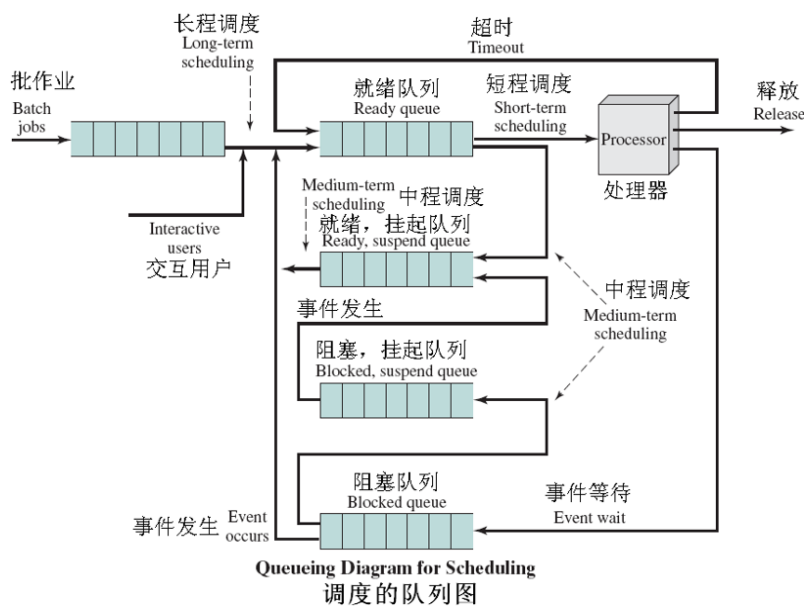 长程调度
Long-term
scheduling
超时
Timeout
批作业
Batch
jobs
就绪队列
Ready queue
短程调度
Short-term
scheduling
Processor
处理器
释放
Release
Interactive
users
交互用户
Medium-term
scheduling
中程调度
就绪，挂起队列
Ready, suspend queue
中程调度
Medium-term
scheduling
事件发生
阻塞，挂起队列
Blocked, suspend queue
阻塞队列
Blocked queue
事件等待
Event wait
事件发生
Event
occurs
Queueing Diagram for Scheduling
调度的队列图